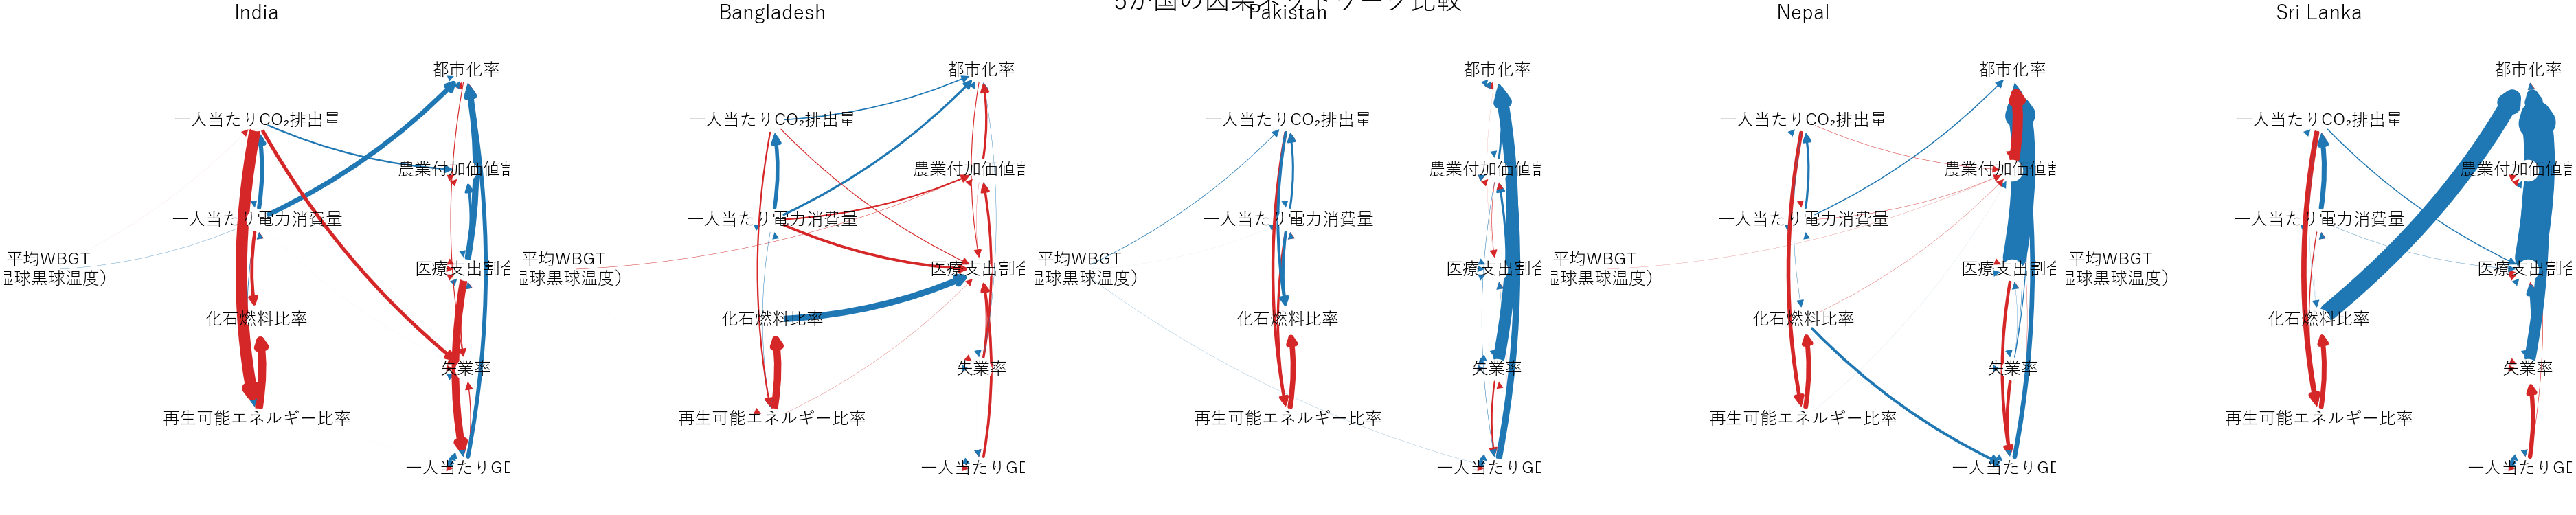 5か国の因果ネットワーク比較
India
都市化率
一人当たりCO₂排出量
農業付加価値割
一人当たり電力消費量
平均WBGT
湿球黒球温度)
医療支出割合
化石燃料比率
失業率
再生可能エネルギー比率
一人当たりGD
Bangladesh
都市化率
一人当たりCO₂排出量
農業付加価値割
一人当たり電力消費量
平均WBGT
湿球黒球温度)
医療支出割合
化石燃料比率
失業率
再生可能エネルギー比率
一人当たりGD
Pakistan
都市化率
一人当たりCO₂排出量
農業付加価値割
一人当たり電力消費量
平均WBGT
湿球黒球温度)
医療支出割合
化石燃料比率
失業率
再生可能エネルギー比率
一人当たりGD
Nepal
都市化率
一人当たりCO₂排出量
農業付加価値割
一人当たり電力消費量
平均WBGT
湿球黒球温度)
医療支出割合
化石燃料比率
失業率
再生可能エネルギー比率
一人当たりGD
Sri Lanka
都市化率
一人当たりCO₂排出量
農業付加価値割
一人当たり電力消費量
平均WBGT
湿球黒球温度)
医療支出割合
化石燃料比率
失業率
再生可能エネルギー比率
一人当たりGD